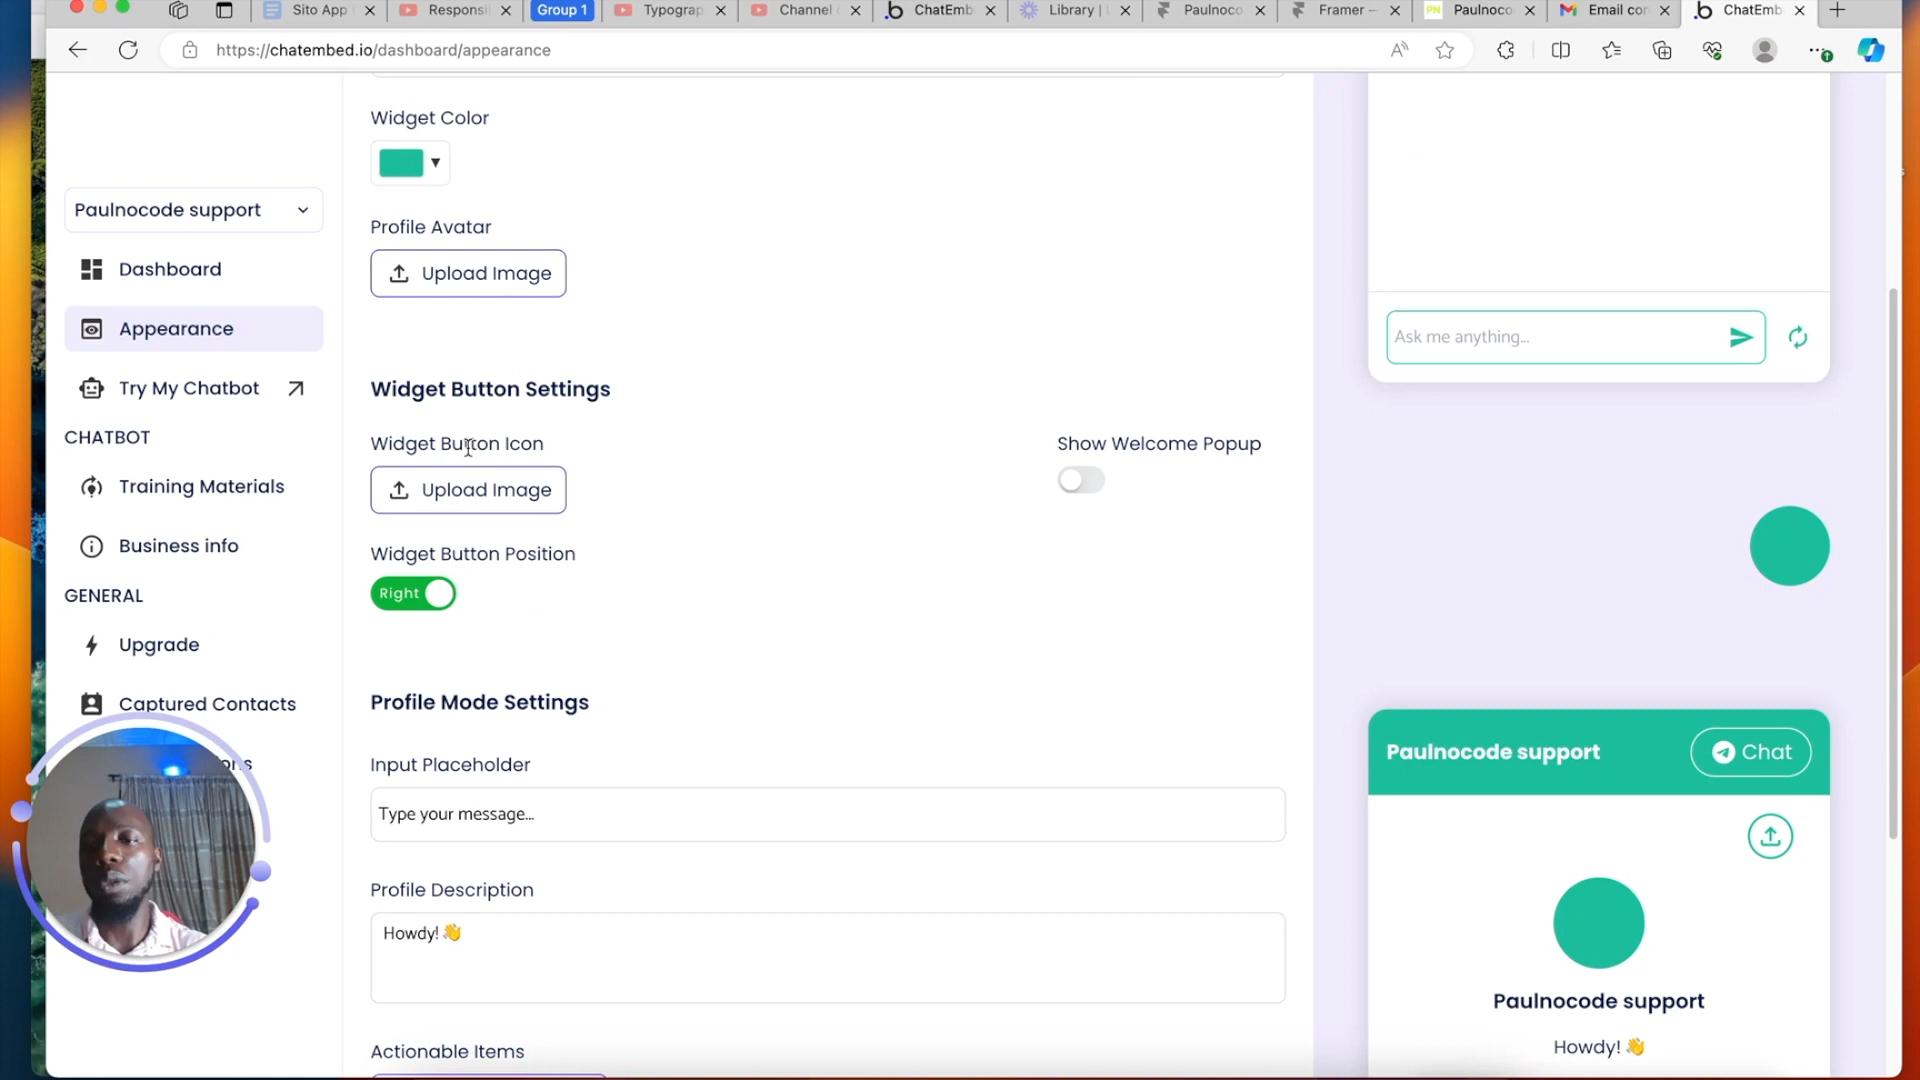 Sito App
Responsi
Group 1
Typograp
Channel
ChatEmb
Library |
Paulnoco
Framer —
PN
Paulnoco
Email con
ChatEmb
https://chatembed.io/dashboard/appearance
Paulnocode support
Dashboard
Appearance
Try My Chatbot
CHATBOT
Training Materials
Business info
GENERAL
Upgrade
Captured Contacts
Widget Color
Profile Avatar
Upload Image
Widget Button Settings
Widget Button Icon
Upload Image
Show Welcome Popup
Widget Button Position
Right
Profile Mode Settings
Input Placeholder
Type your message...
Profile Description
Howdy! 👋
Actionable Items
Ask me anything...
Paulnocode support
Chat
Paulnocode support
Howdy! 👋